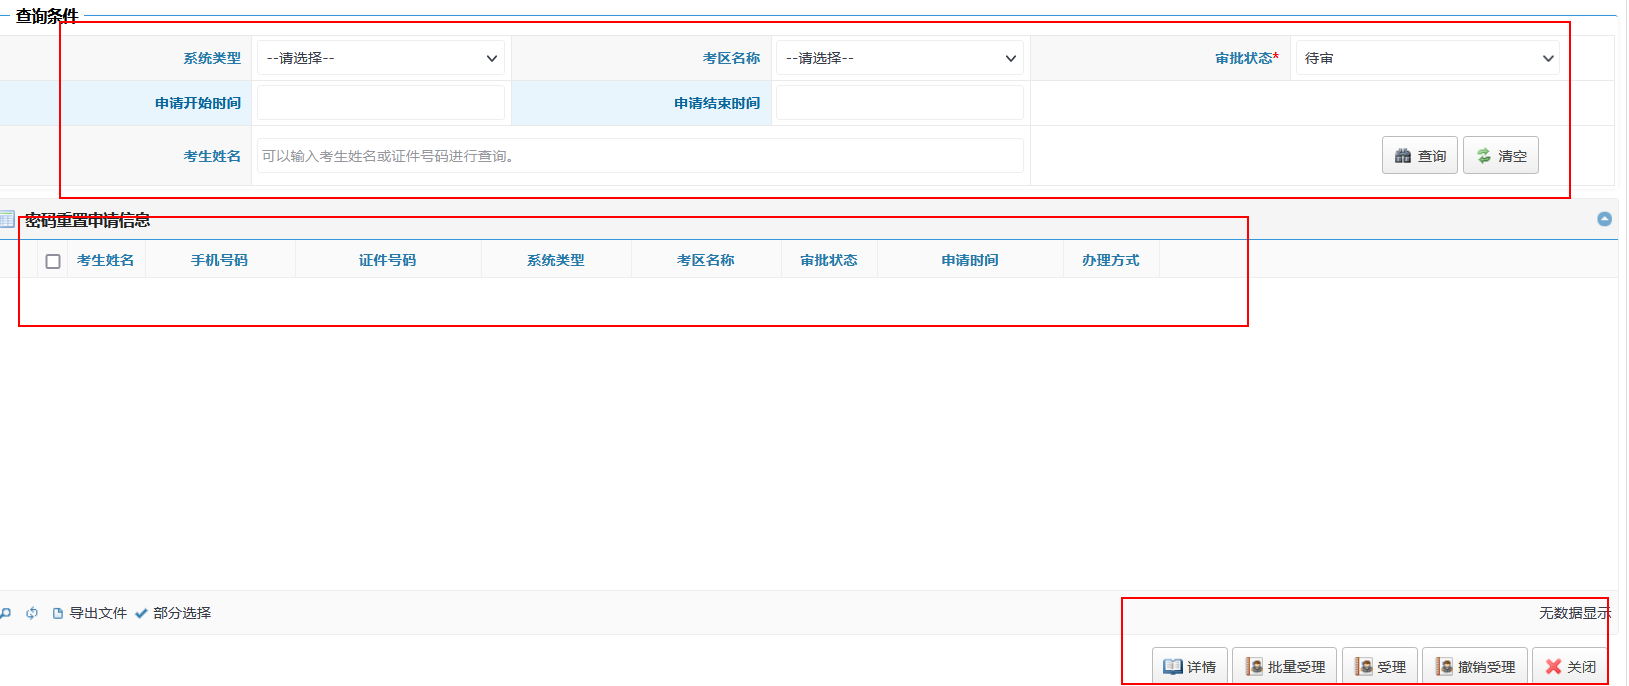 查询条件
系统类型 --请选择-- 考区名称 --请选择-- 审批状态* 待审
申请开始时间 申请结束时间
考生姓名 可以输入考生姓名或证件号码进行查询。 查询 清空
密码重置申请信息
考生姓名 手机号码 证件号码 系统类型 考区名称 审批状态 申请时间 办理方式
导出文件 部分选择 无数据显示
详情 批量受理 受理 撤销受理 关闭